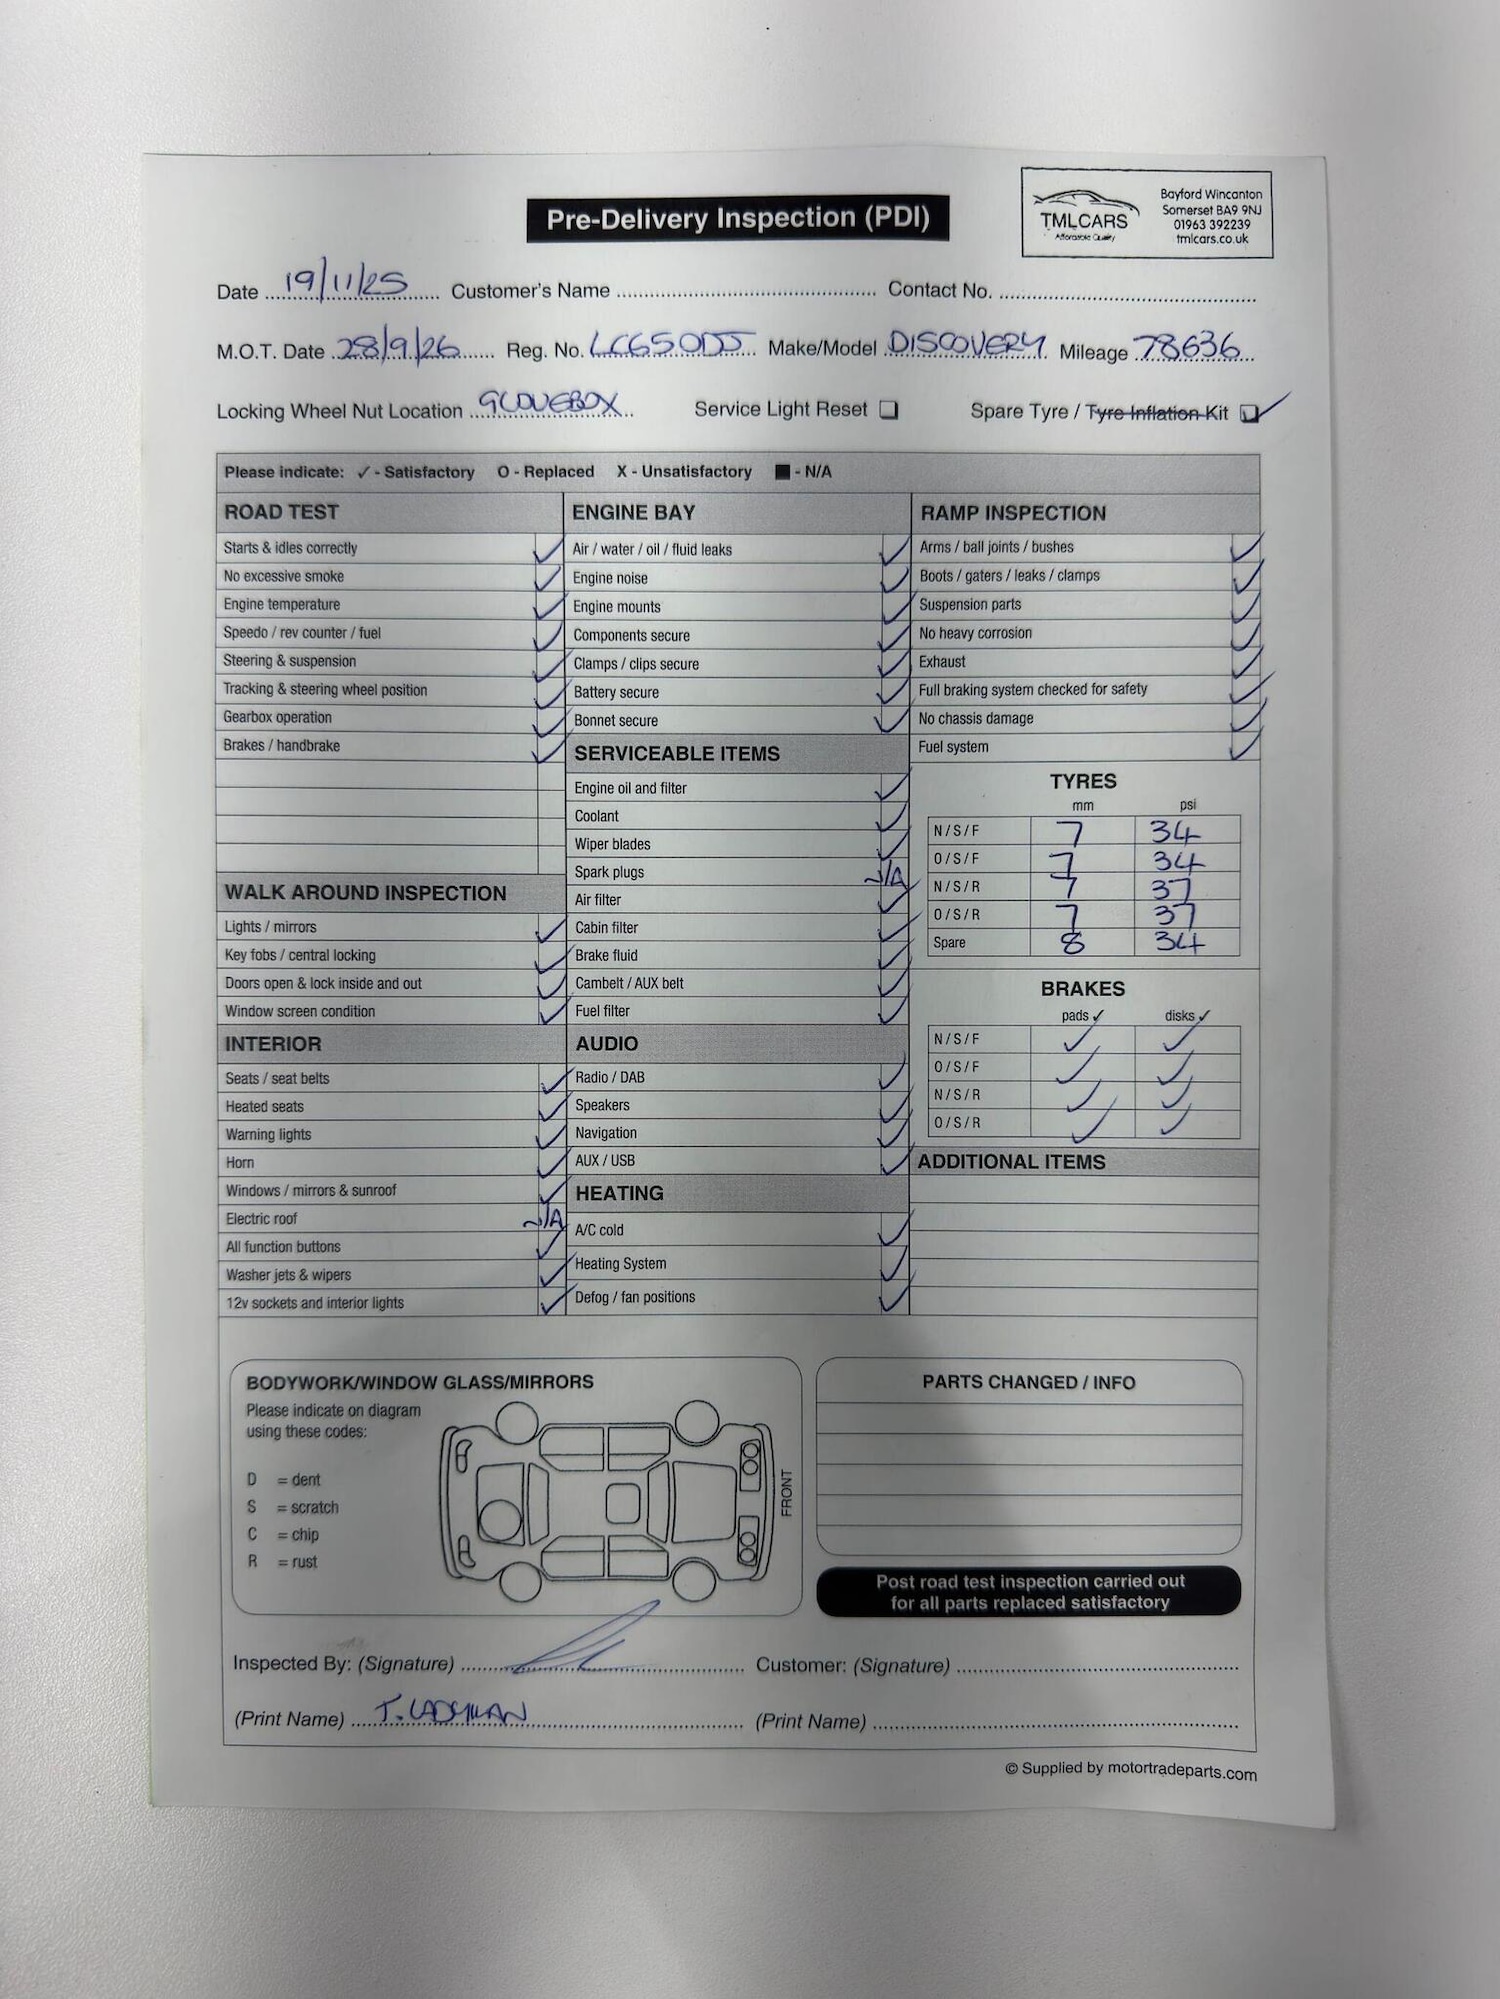 Pre-Delivery Inspection (PDI)
TMLCARS
Affordable Quality
Bayford Wincanton
Somerset BA9 9NJ
01963 392239
tmlcars.co.uk
Date 19/11/25 Customer's Name Contact No.
M.O.T. Date 28/9/26 Reg. No. LC65ODJ Make/Model DISCOVERY Mileage 78636
Locking Wheel Nut Location GLOVEBOX Service Light Reset Spare Tyre / Tyre Inflation Kit ✓
Please indicate: ✓ - Satisfactory O - Replaced X - Unsatisfactory ■ - N/A
ROAD TEST
Starts & idles correctly ✓
No excessive smoke ✓
Engine temperature ✓
Speedo / rev counter / fuel ✓
Steering & suspension ✓
Tracking & steering wheel position ✓
Gearbox operation ✓
Brakes / handbrake ✓
WALK AROUND INSPECTION
Lights / mirrors ✓
Key fobs / central locking ✓
Doors open & lock inside and out ✓
Window screen condition ✓
INTERIOR
Seats / seat belts ✓
Heated seats ✓
Warning lights ✓
Horn ✓
Windows / mirrors & sunroof ✓
Electric roof N/A
All function buttons ✓
Washer jets & wipers ✓
12v sockets and interior lights ✓
ENGINE BAY
Air / water / oil / fluid leaks ✓
Engine noise ✓
Engine mounts ✓
Components secure ✓
Clamps / clips secure ✓
Battery secure ✓
Bonnet secure ✓
SERVICEABLE ITEMS
Engine oil and filter ✓
Coolant ✓
Wiper blades ✓
Spark plugs N/A
Air filter ✓
Cabin filter ✓
Brake fluid ✓
Cambelt / AUX belt ✓
Fuel filter ✓
AUDIO
Radio / DAB ✓
Speakers ✓
Navigation ✓
AUX / USB ✓
HEATING
A/C cold ✓
Heating System ✓
Defog / fan positions ✓
RAMP INSPECTION
Arms / ball joints / bushes ✓
Boots / gaters / leaks / clamps ✓
Suspension parts ✓
No heavy corrosion ✓
Exhaust ✓
Full braking system checked for safety ✓
No chassis damage ✓
Fuel system ✓
TYRES
mm psi
N/S/F 7 34
O/S/F 7 34
N/S/R 7 37
O/S/R 7 37
Spare 8 34
BRAKES
pads ✓ disks ✓
N/S/F ✓ ✓
O/S/F ✓ ✓
N/S/R ✓ ✓
O/S/R ✓ ✓
ADDITIONAL ITEMS
BODYWORK/WINDOW GLASS/MIRRORS
Please indicate on diagram
using these codes:
D = dent
S = scratch
C = chip
R = rust
FRONT
PARTS CHANGED / INFO
Post road test inspection carried out
for all parts replaced satisfactory
Inspected By: (Signature) Customer: (Signature)
(Print Name) T. LADYMAN (Print Name)
© Supplied by motortradeparts.com